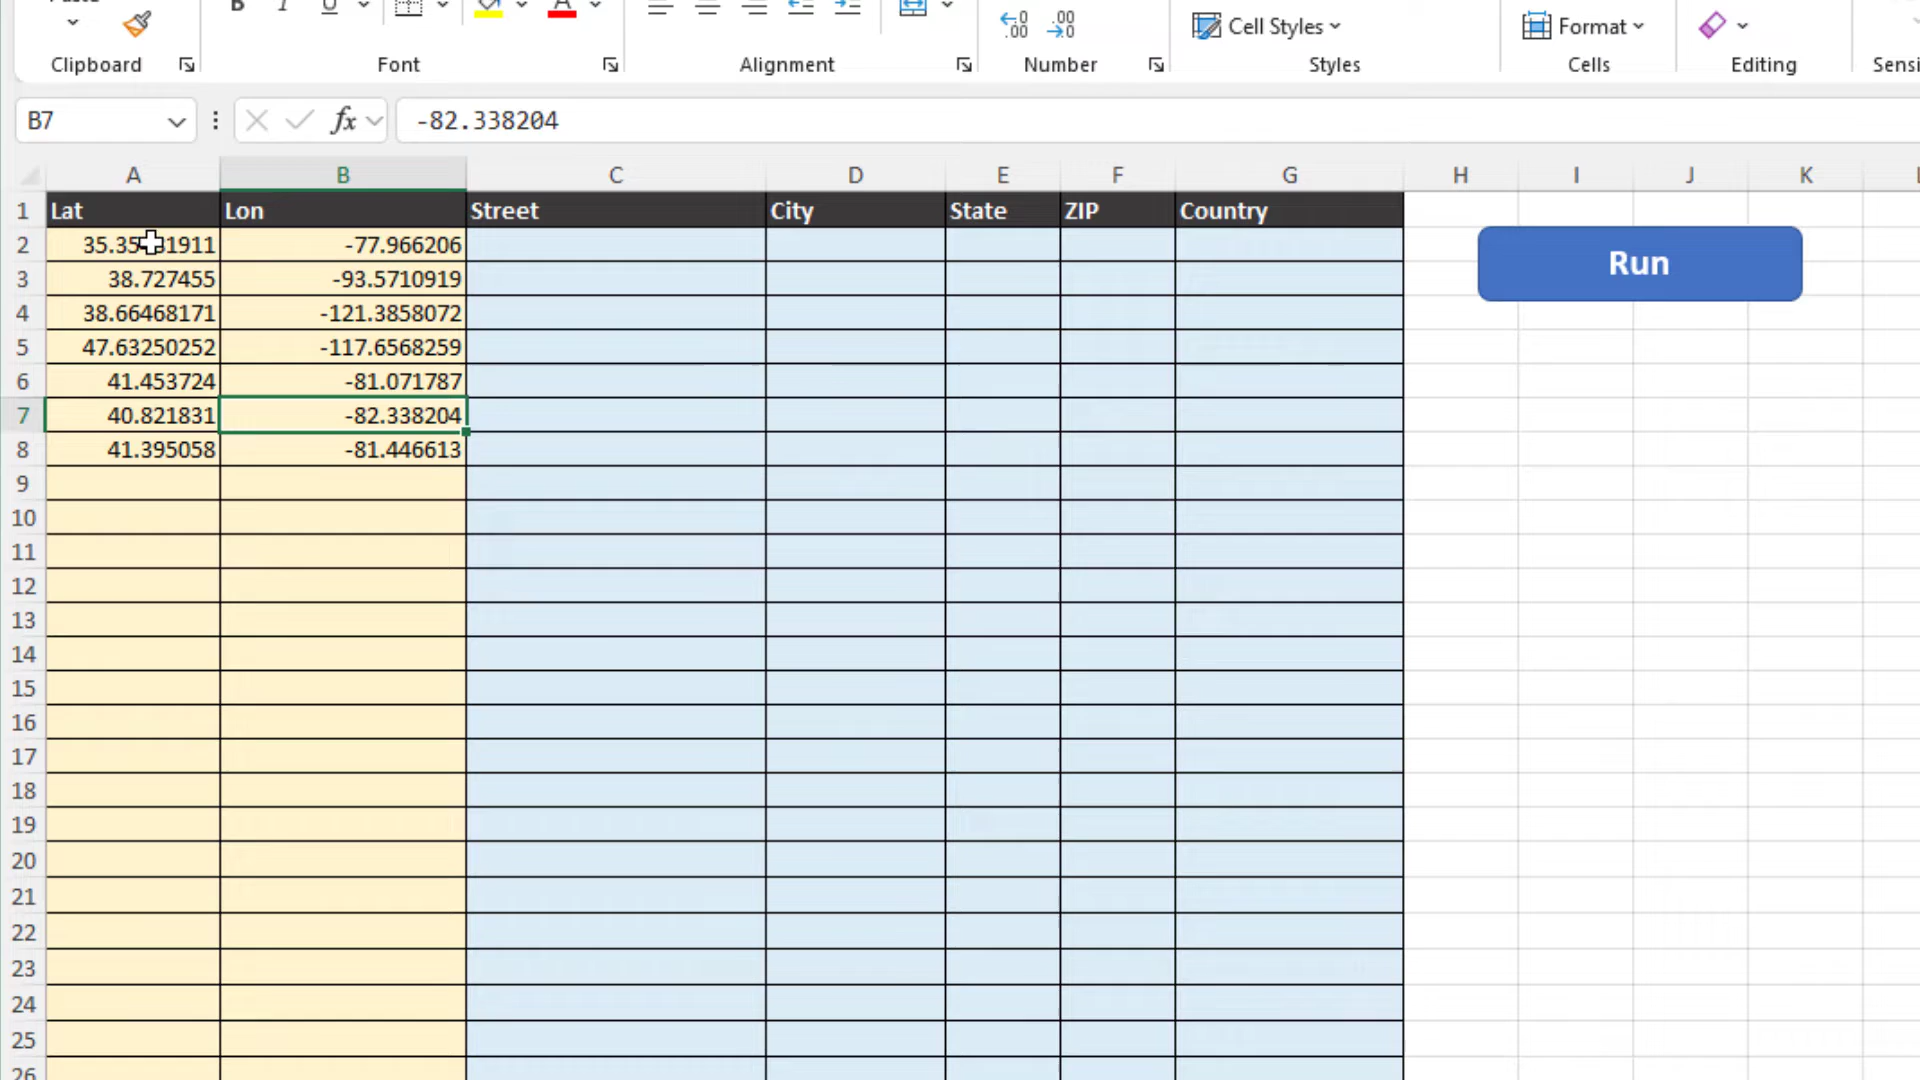 Clipboard Font Alignment Number Styles Cells Editing
Cell Styles Format
B7 fx -82.338204
A B C D E F G H I J K
1 Lat Lon Street City State ZIP Country
2 -77.966206
3 38.727455 -93.5710919
4 38.66468171 -121.3858072
5 47.63250252 -117.6568259
6 41.453724 -81.071787
7 40.821831 -82.338204
8 41.395058 -81.446613
Run
9
10
11
12
13
14
15
16
17
18
19
20
21
22
23
24
25
26